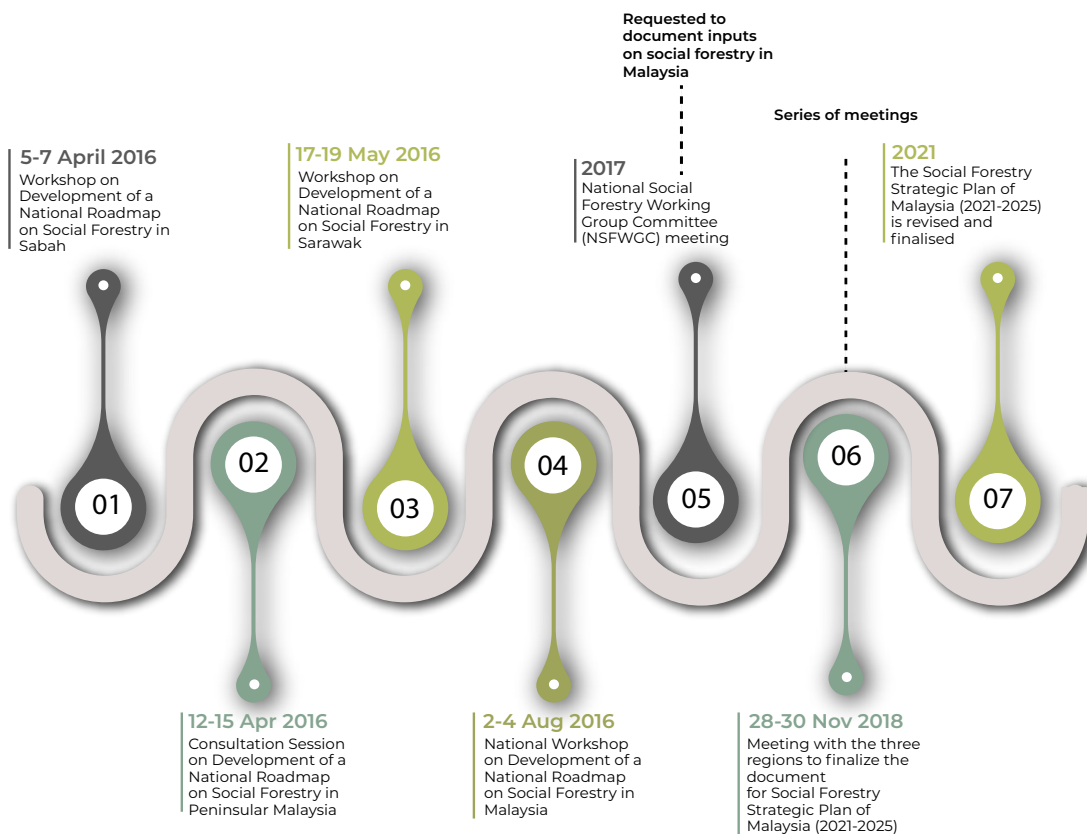 Requested to
document inputs
on social forestry in
Malaysia
Series of meetings
5-7 April 2016
Workshop on
Development of a
National Roadmap
on Social Forestry in
Sabah
17-19 May 2016
Workshop on
Development of a
National Roadmap
on Social Forestry in
Sarawak
2017
National Social
Forestry Working
Group Committee
(NSFWGC) meeting
2021
The Social Forestry
Strategic Plan of
Malaysia (2021-2025)
is revised and
finalised
01
02
03
04
05
06
07
12-15 Apr 2016
Consultation Session
on Development of a
National Roadmap
on Social Forestry in
Peninsular Malaysia
2-4 Aug 2016
National Workshop
on Development of a
National Roadmap
on Social Forestry in
Malaysia
28-30 Nov 2018
Meeting with the three
regions to finalize the
document
for Social Forestry
Strategic Plan of
Malaysia (2021-2025)